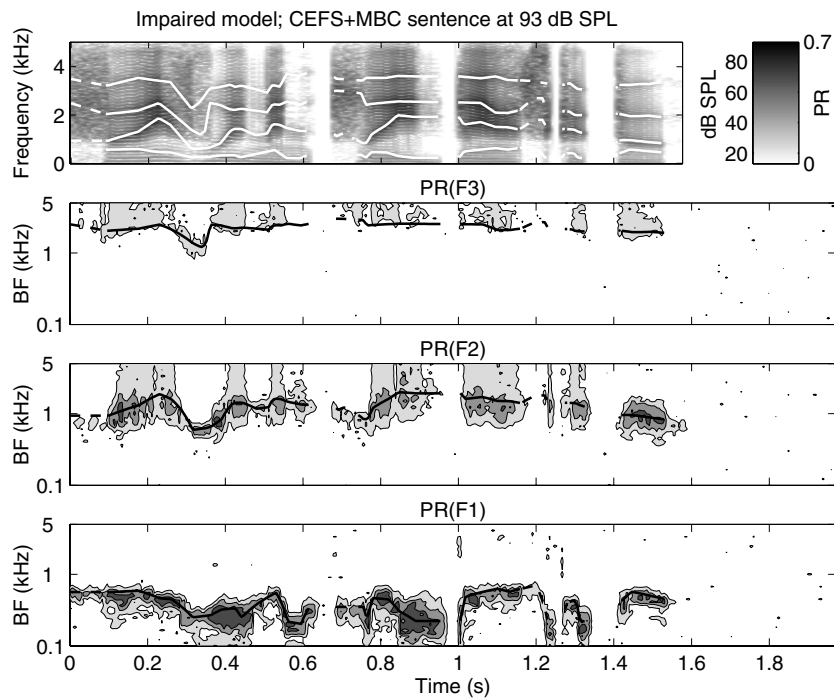 Impaired model; CEFS+MBC sentence at 93 dB SPL
Frequency (kHz)
4
2
0
dB SPL
80
60
40
20
0.7
PR
0
PR(F3)
BF (kHz)
5
1
0.1
PR(F2)
BF (kHz)
5
1
0.1
PR(F1)
BF (kHz)
5
1
0.1
0 0.2 0.4 0.6 0.8 1 1.2 1.4 1.6 1.8
Time (s)